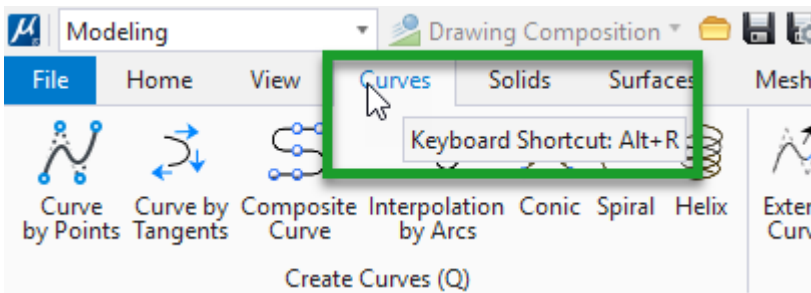 Modeling Drawing Composition
File Home View Curves Solids Surfaces Mesh
Keyboard Shortcut: Alt+R
Curve by Points
Curve by Tangents
Composite Curve
Interpolation by Arcs
Conic Spiral Helix
Create Curves (Q)